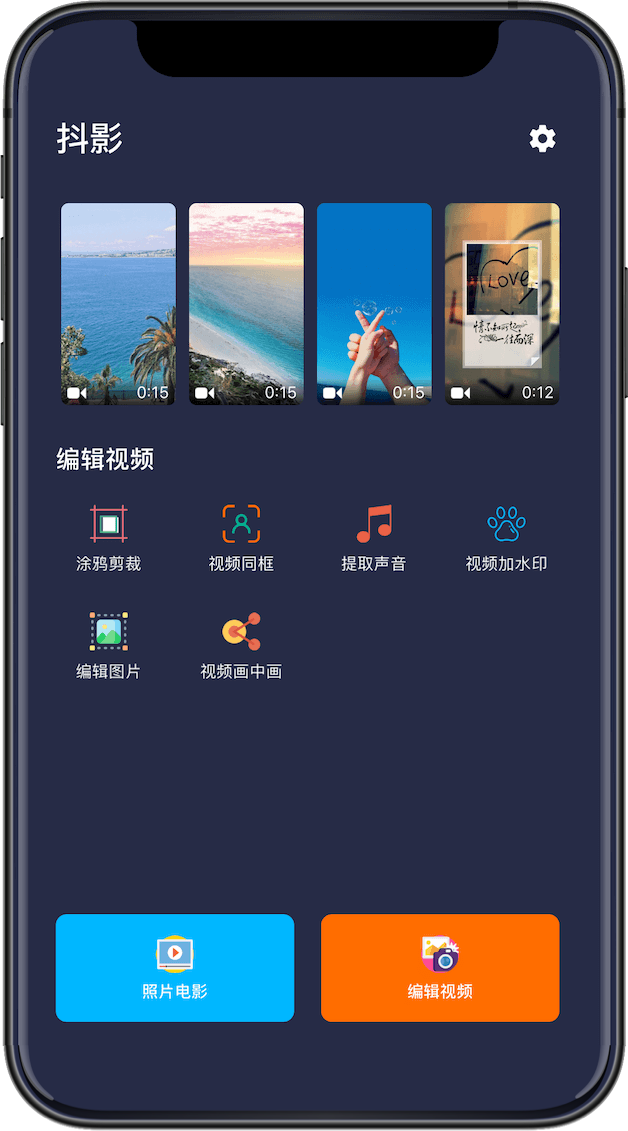 抖影
Love
情不知所起
一往而深
0:15
0:15
0:15
0:12
编辑视频
涂鸦剪裁
视频同框
提取声音
视频加水印
编辑图片
视频画中画
照片电影
编辑视频